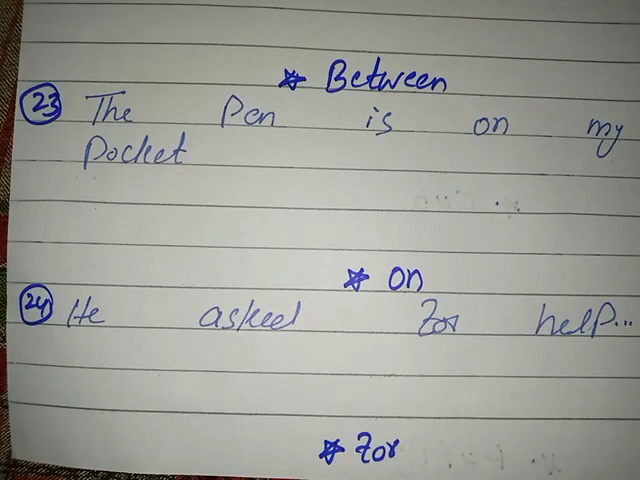 * Between
23 The Pen is on my
Pocket
* on
24 He asked For help...
* For